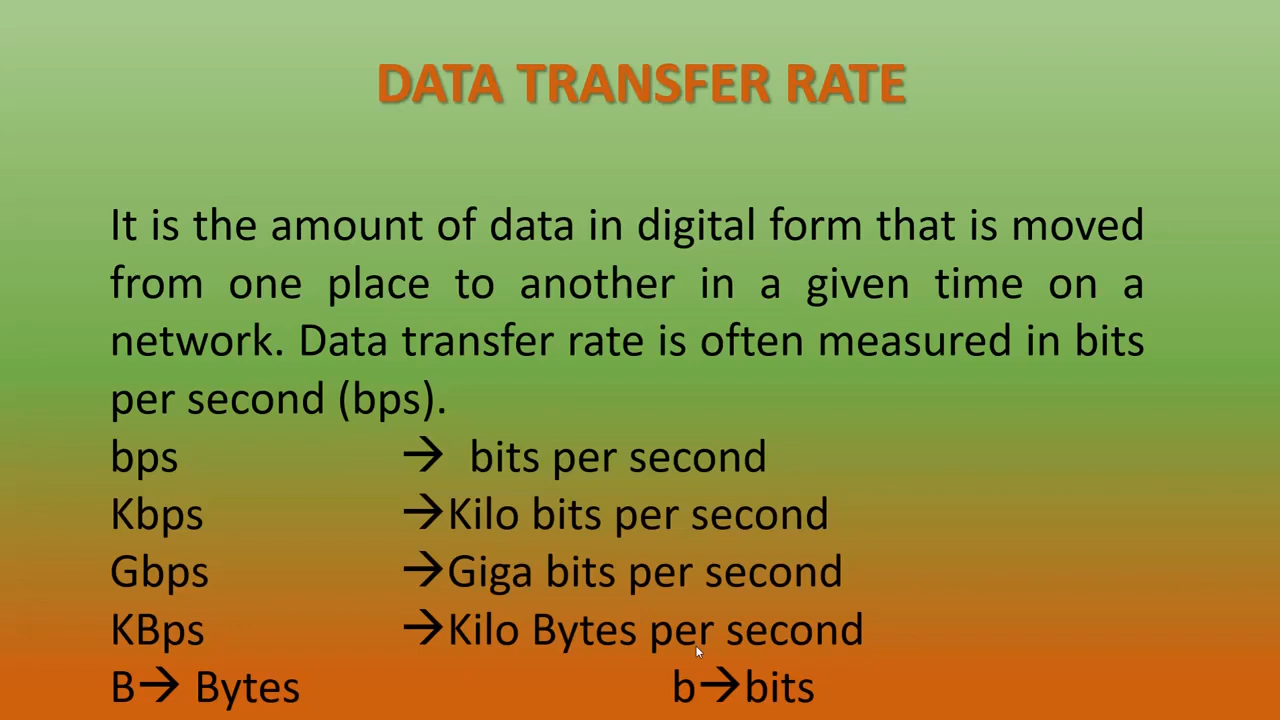 DATA TRANSFER RATE
It is the amount of data in digital form that is moved
from one place to another in a given time on a
network. Data transfer rate is often measured in bits
per second (bps).
bps → bits per second
Kbps →Kilo bits per second
Gbps →Giga bits per second
KBps →Kilo Bytes per second
B→ Bytes b→bits